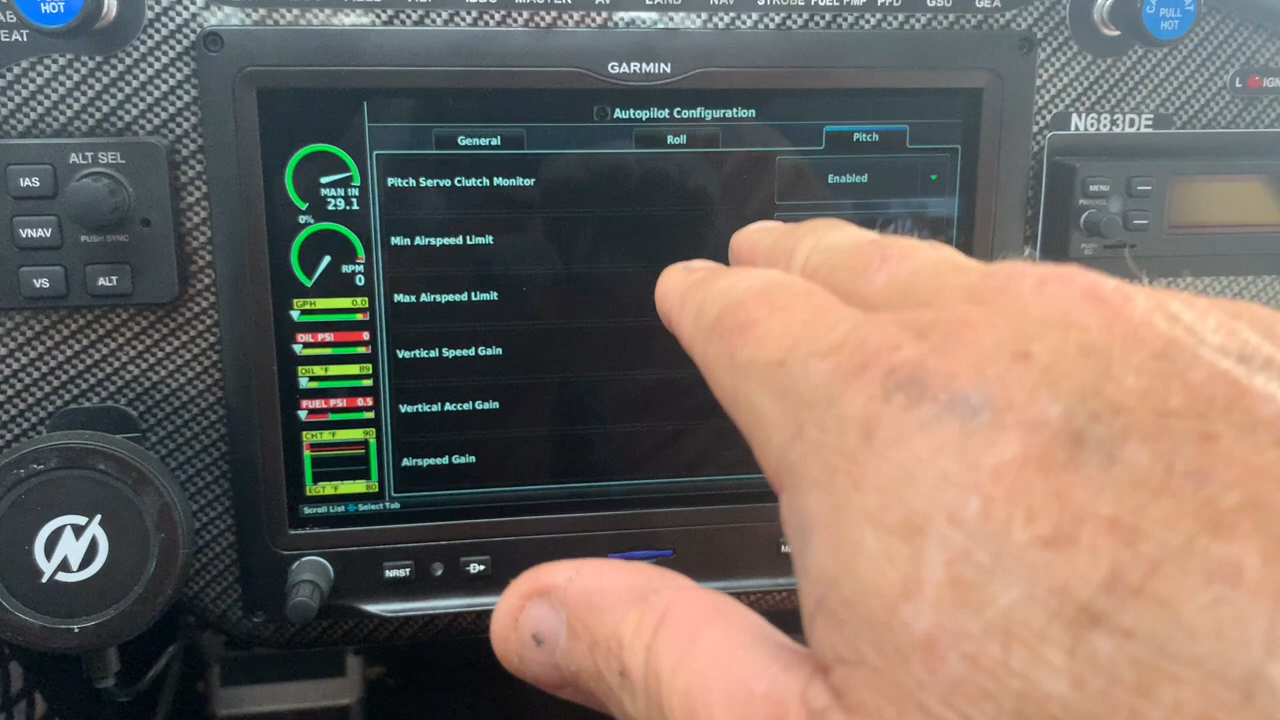 HOT
EAT
MASTER
AV
LAND
NAV
STROBE FUEL PMP PFD
GSU
GEA
PULL
HOT
GARMIN
Autopilot Configuration
General
Roll
Pitch
Pitch Servo Clutch Monitor
Enabled
Min Airspeed Limit
Max Airspeed Limit
Vertical Speed Gain
Vertical Accel Gain
Airspeed Gain
Scroll List
Select Tab
MAN IN
29.1
0%
RPM
0
GPH 0.0
OIL PSI 0
OIL °F 89
FUEL PSI 0.5
CHT °F 90
EGT °F 80
ALT SEL
IAS
VNAV
PUSH SYNC
VS
ALT
NRST
D
L IGN
N683DE
MENU